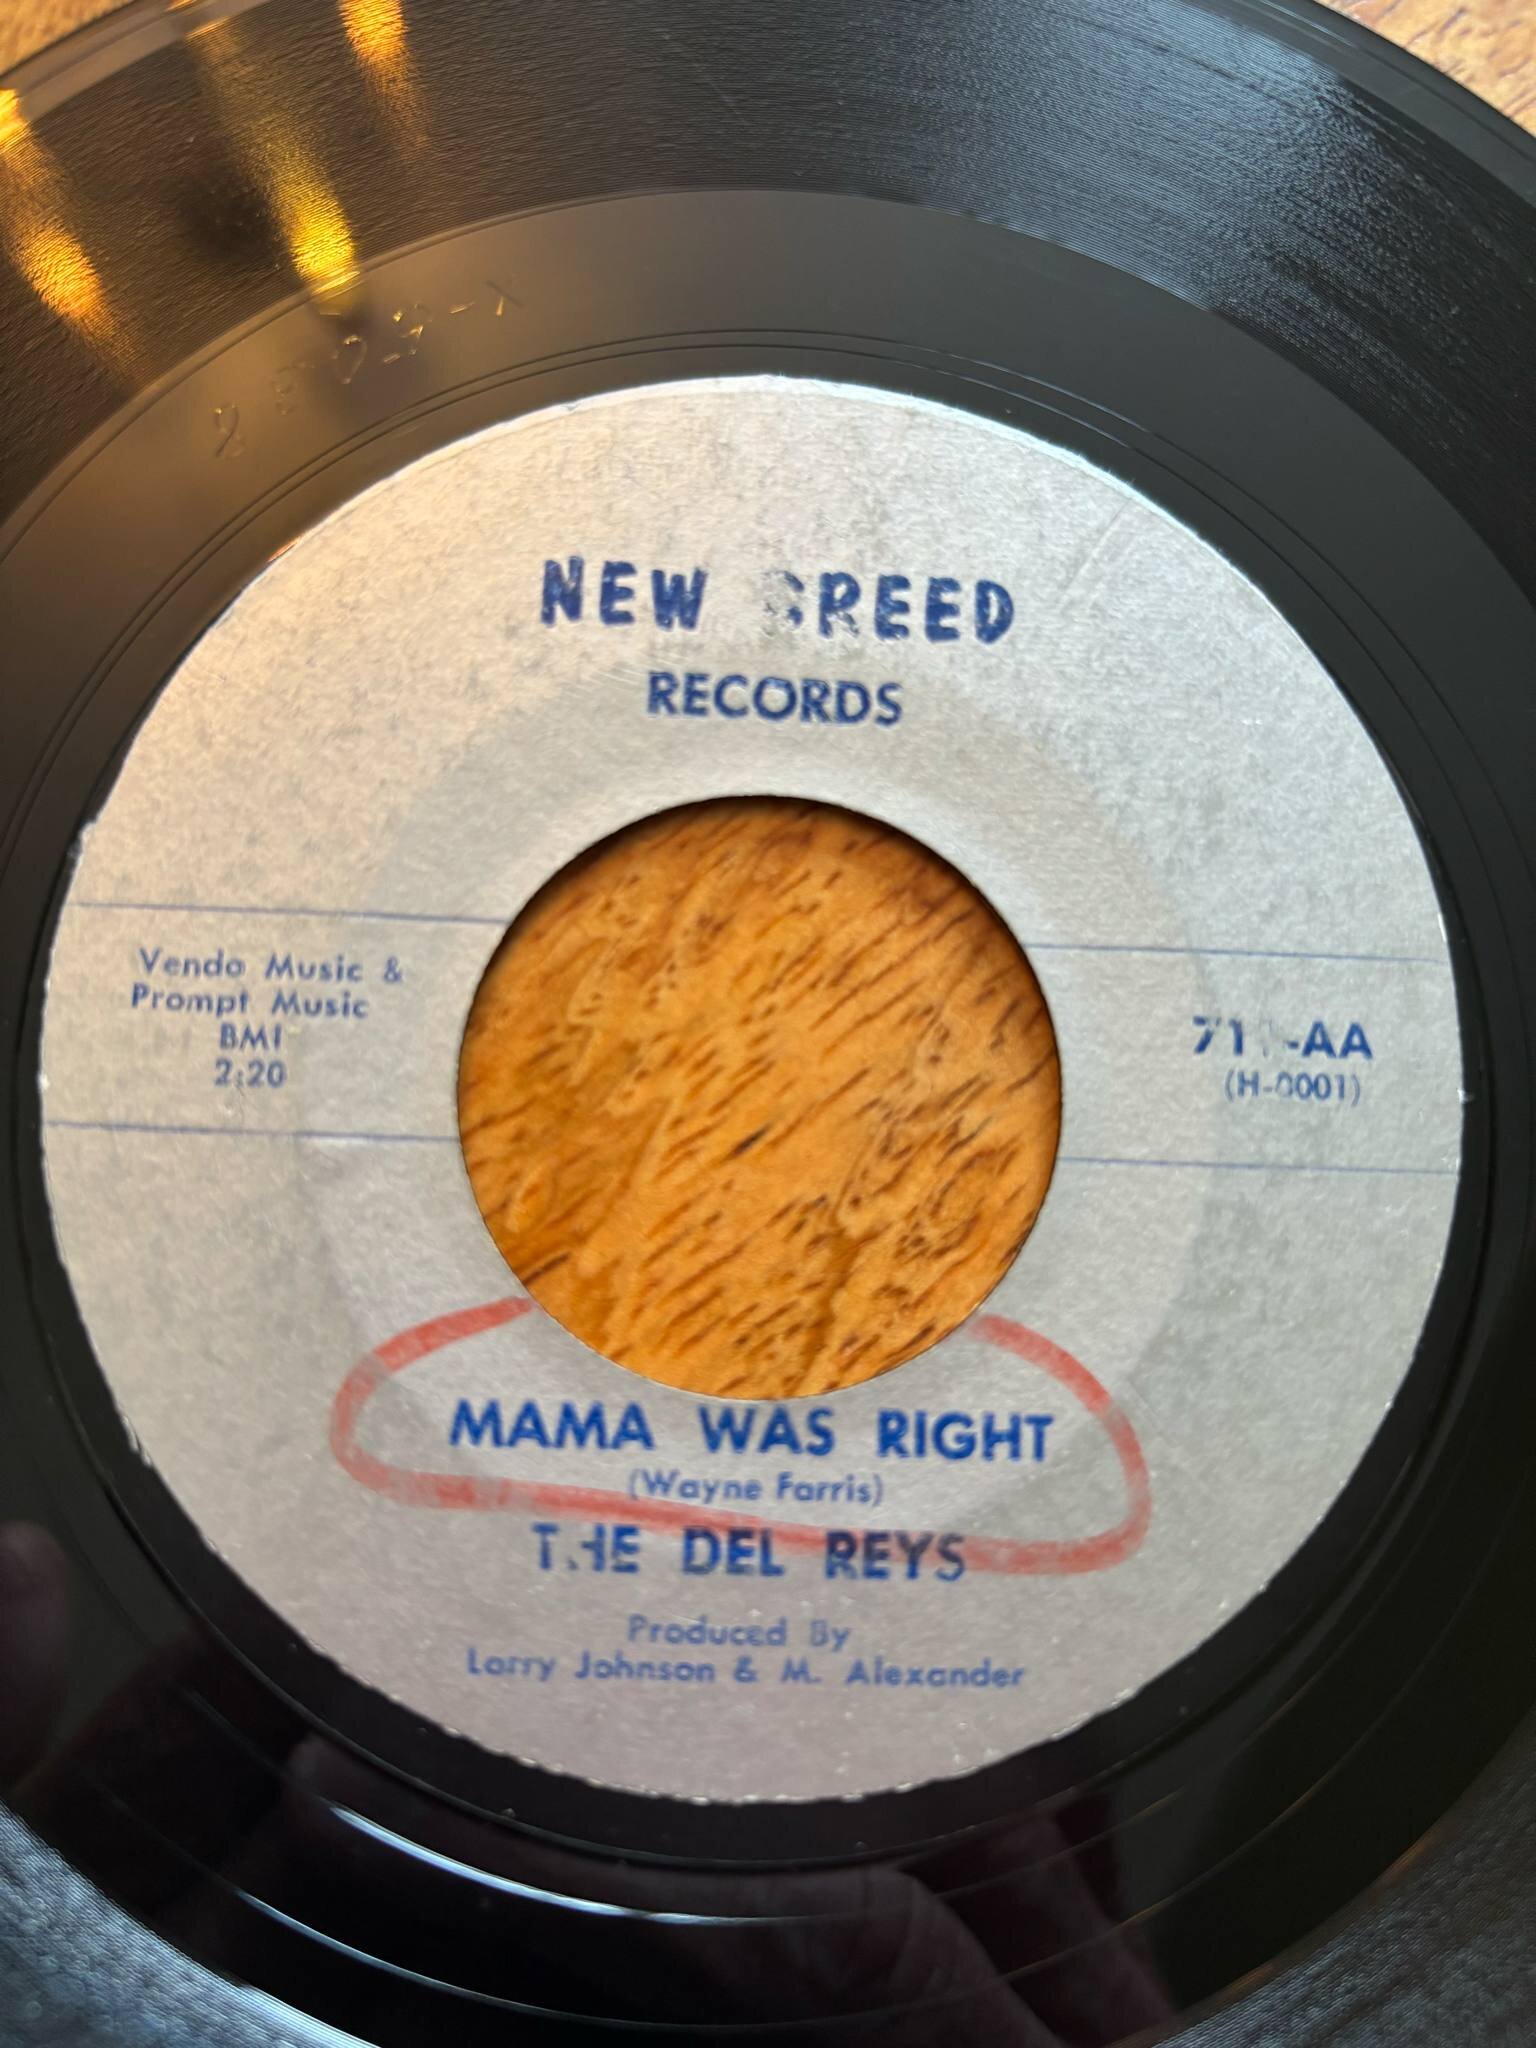 NEW BREED
RECORDS
Vendo Music &
Prompt Music
BMI
2:20
(H-0001)
MAMA WAS RIGHT
(Wayne Farris)
THE DEL REYS
Produced By
Larry Johnson & M. Alexander